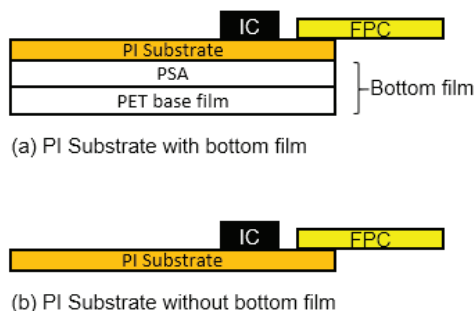 IC
FPC
PI Substrate
PSA
Bottom film
PET base film
(a) PI Substrate with bottom film
IC
FPC
PI Substrate
(b) PI Substrate without bottom film